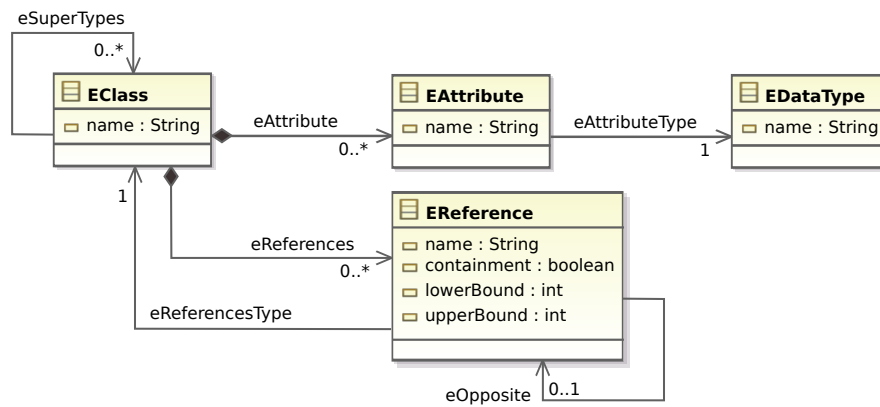 eSuperTypes
0..*
EClass
name : String
eAttribute
0..*
EAttribute
name : String
eAttributeType
1
EDataType
name : String
1
eReferences
0..*
eReferencesType
EReference
name : String
containment : boolean
lowerBound : int
upperBound : int
eOpposite
0..1